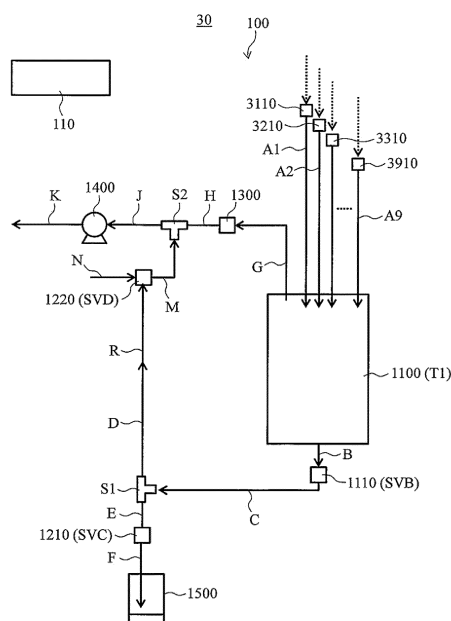 30
100
110
3110
3210
3310
3910
A1
A2
A9
K
1400
J
S2
H
1300
N
1220 (SVD)
M
G
R
D
1100 (T1)
B
1110 (SVB)
S1
C
E
1210 (SVC)
F
1500